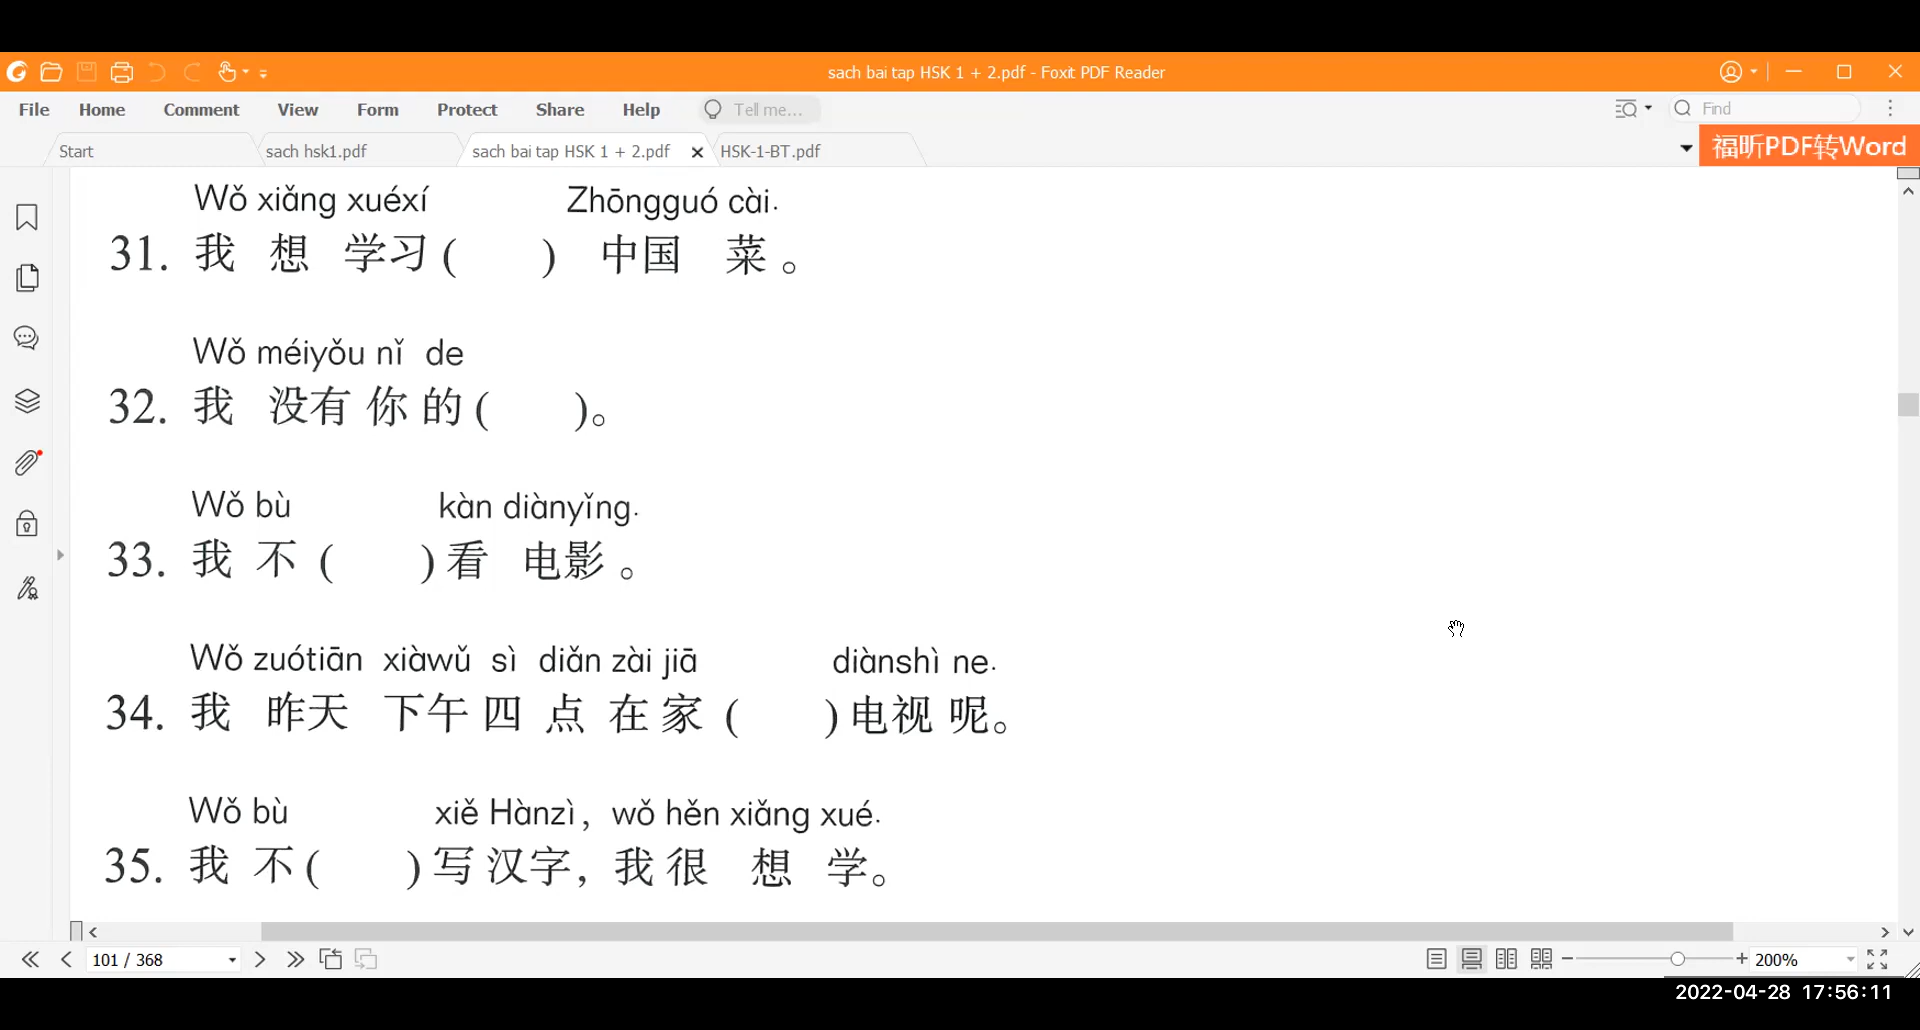 sach bai tap HSK 1 + 2.pdf - Foxit PDF Reader
File Home Comment View Form Protect Share Help Tell me... Find
Start sach hsk1.pdf sach bai tap HSK 1 + 2.pdf HSK-1-BT.pdf 福昕PDF转Word
Wǒ xiǎng xuéxí Zhōngguó cài.
31. 我 想 学习 ( ) 中国 菜 。
Wǒ méiyǒu nǐ de
32. 我 没有 你 的 ( )。
Wǒ bù kàn diànyǐng.
33. 我 不 ( ) 看 电影 。
Wǒ zuótiān xiàwǔ sì diǎn zài jiā diànshì ne.
34. 我 昨天 下午 四 点 在 家 ( ) 电视 呢。
Wǒ bù xiě Hànzì, wǒ hěn xiǎng xué.
35. 我 不 ( ) 写 汉字, 我 很 想 学。
101 / 368 200%
2022-04-28 17:56:11